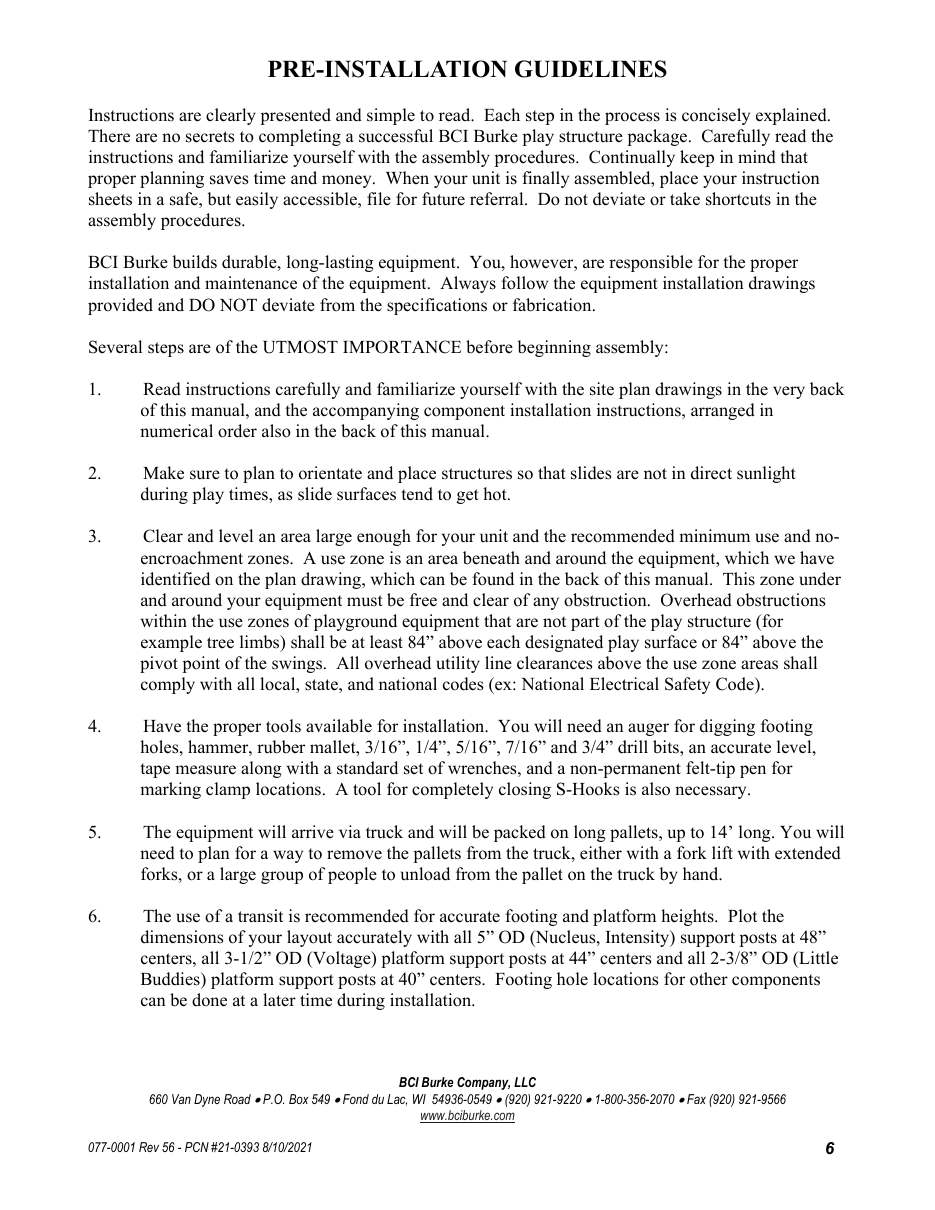 PRE-INSTALLATION GUIDELINES
Instructions are clearly presented and simple to read.  Each step in the process is concisely explained.
There are no secrets to completing a successful BCI Burke play structure package.  Carefully read the
instructions and familiarize yourself with the assembly procedures.  Continually keep in mind that
proper planning saves time and money.  When your unit is finally assembled, place your instruction
sheets in a safe, but easily accessible, file for future referral.  Do not deviate or take shortcuts in the
assembly procedures.
BCI Burke builds durable, long-lasting equipment.  You, however, are responsible for the proper
installation and maintenance of the equipment.  Always follow the equipment installation drawings
provided and DO NOT deviate from the specifications or fabrication.
Several steps are of the UTMOST IMPORTANCE before beginning assembly:
1. Read instructions carefully and familiarize yourself with the site plan drawings in the very back
of this manual, and the accompanying component installation instructions, arranged in
numerical order also in the back of this manual.
2. Make sure to plan to orientate and place structures so that slides are not in direct sunlight
during play times, as slide surfaces tend to get hot.
3. Clear and level an area large enough for your unit and the recommended minimum use and no-
encroachment zones.  A use zone is an area beneath and around the equipment, which we have
identified on the plan drawing, which can be found in the back of this manual.  This zone under
and around your equipment must be free and clear of any obstruction.  Overhead obstructions
within the use zones of playground equipment that are not part of the play structure (for
example tree limbs) shall be at least 84” above each designated play surface or 84” above the
pivot point of the swings.  All overhead utility line clearances above the use zone areas shall
comply with all local, state, and national codes (ex: National Electrical Safety Code).
4. Have the proper tools available for installation.  You will need an auger for digging footing
holes, hammer, rubber mallet, 3/16”, 1/4”, 5/16”, 7/16” and 3/4” drill bits, an accurate level,
tape measure along with a standard set of wrenches, and a non-permanent felt-tip pen for
marking clamp locations.  A tool for completely closing S-Hooks is also necessary.
5. The equipment will arrive via truck and will be packed on long pallets, up to 14’ long. You will
need to plan for a way to remove the pallets from the truck, either with a fork lift with extended
forks, or a large group of people to unload from the pallet on the truck by hand.
6. The use of a transit is recommended for accurate footing and platform heights.  Plot the
dimensions of your layout accurately with all 5” OD (Nucleus, Intensity) support posts at 48”
centers, all 3-1/2” OD (Voltage) platform support posts at 44” centers and all 2-3/8” OD (Little
Buddies) platform support posts at 40” centers.  Footing hole locations for other components
can be done at a later time during installation.
BCI Burke Company, LLC
660 Van Dyne Road • P.O. Box 549 • Fond du Lac, WI  54936-0549 • (920) 921-9220 • 1-800-356-2070 • Fax (920) 921-9566
www.bciburke.com
077-0001 Rev 56 - PCN #21-0393 8/10/2021 6